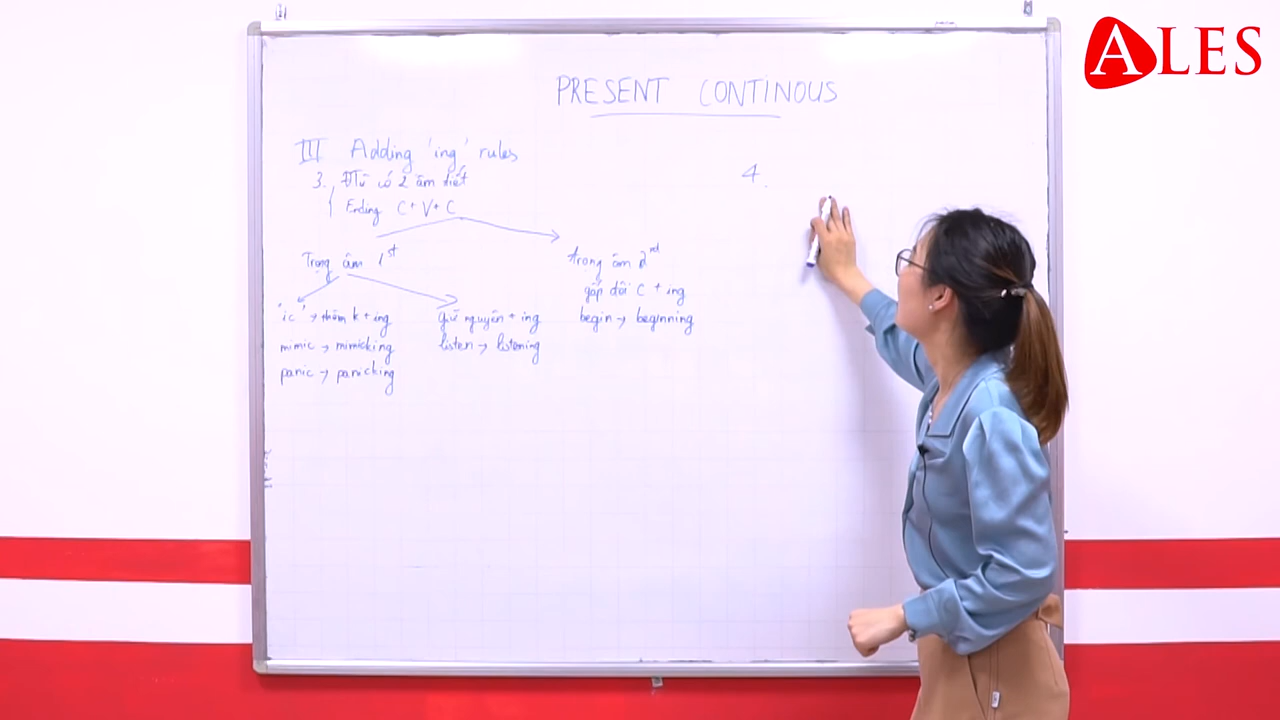 ALES
PRESENT CONTINOUS
III Adding 'ing' rules
3. ĐTừ có 2 âm tiết
Ending C+V+C
Trọng âm 1st
"ic" → thêm k + ing
mimic → mimicking
panic → panicking
giữ nguyên + ing
listen → listening
trọng âm 2nd
gấp đôi C + ing
begin → beginning
4.